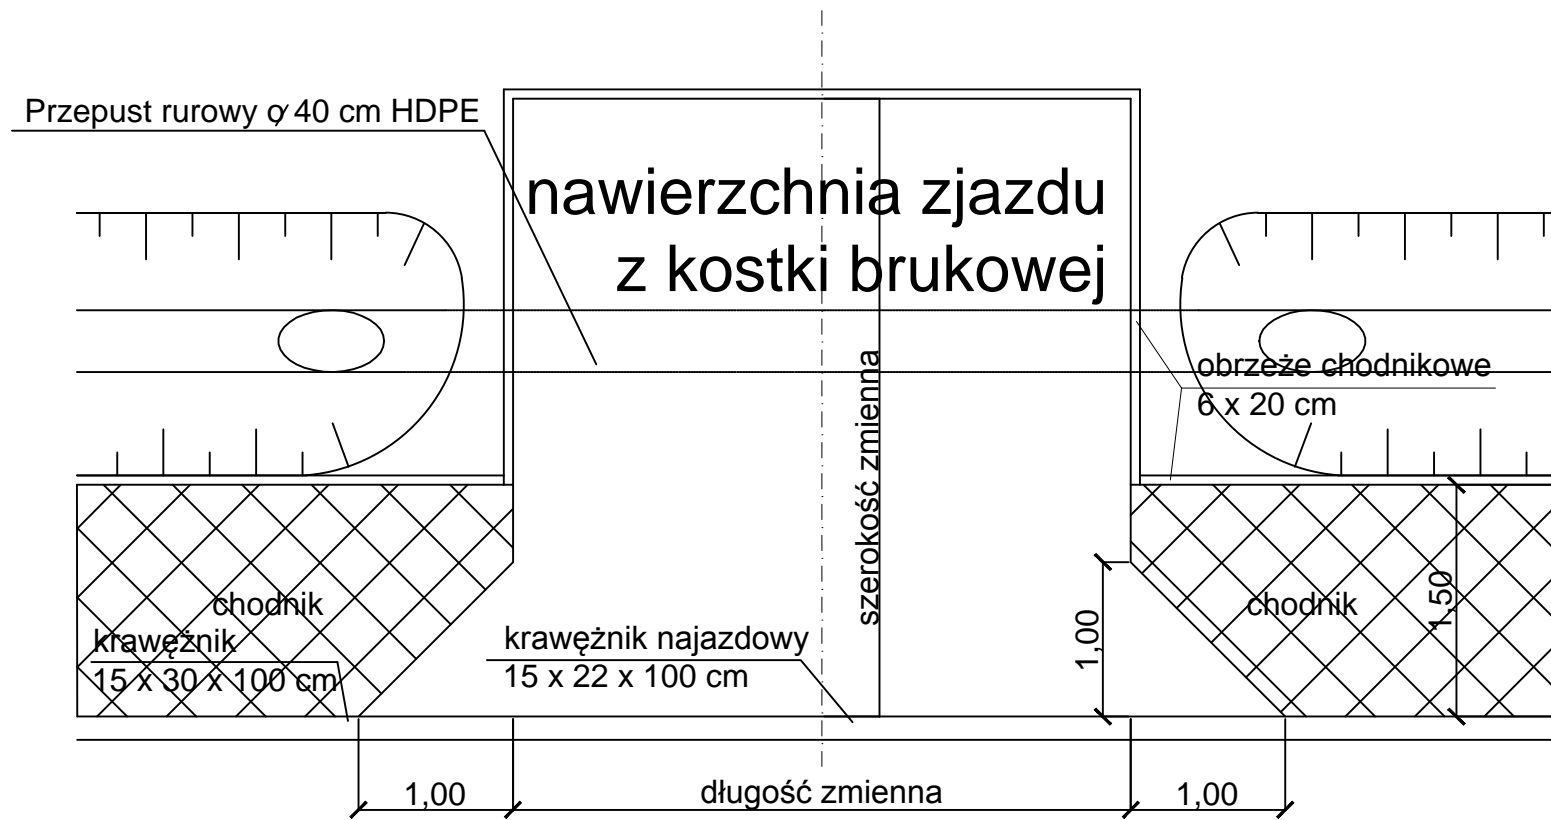 Przepust rurowy ⌀ 40 cm HDPE
nawierzchnia zjazdu
z kostki brukowej
obrzeże chodnikowe
6 x 20 cm
szerokość zmienna
chodnik
krawężnik
15 x 30 x 100 cm
krawężnik najazdowy
15 x 22 x 100 cm
1,00
chodnik
1,50
1,00
długość zmienna
1,00